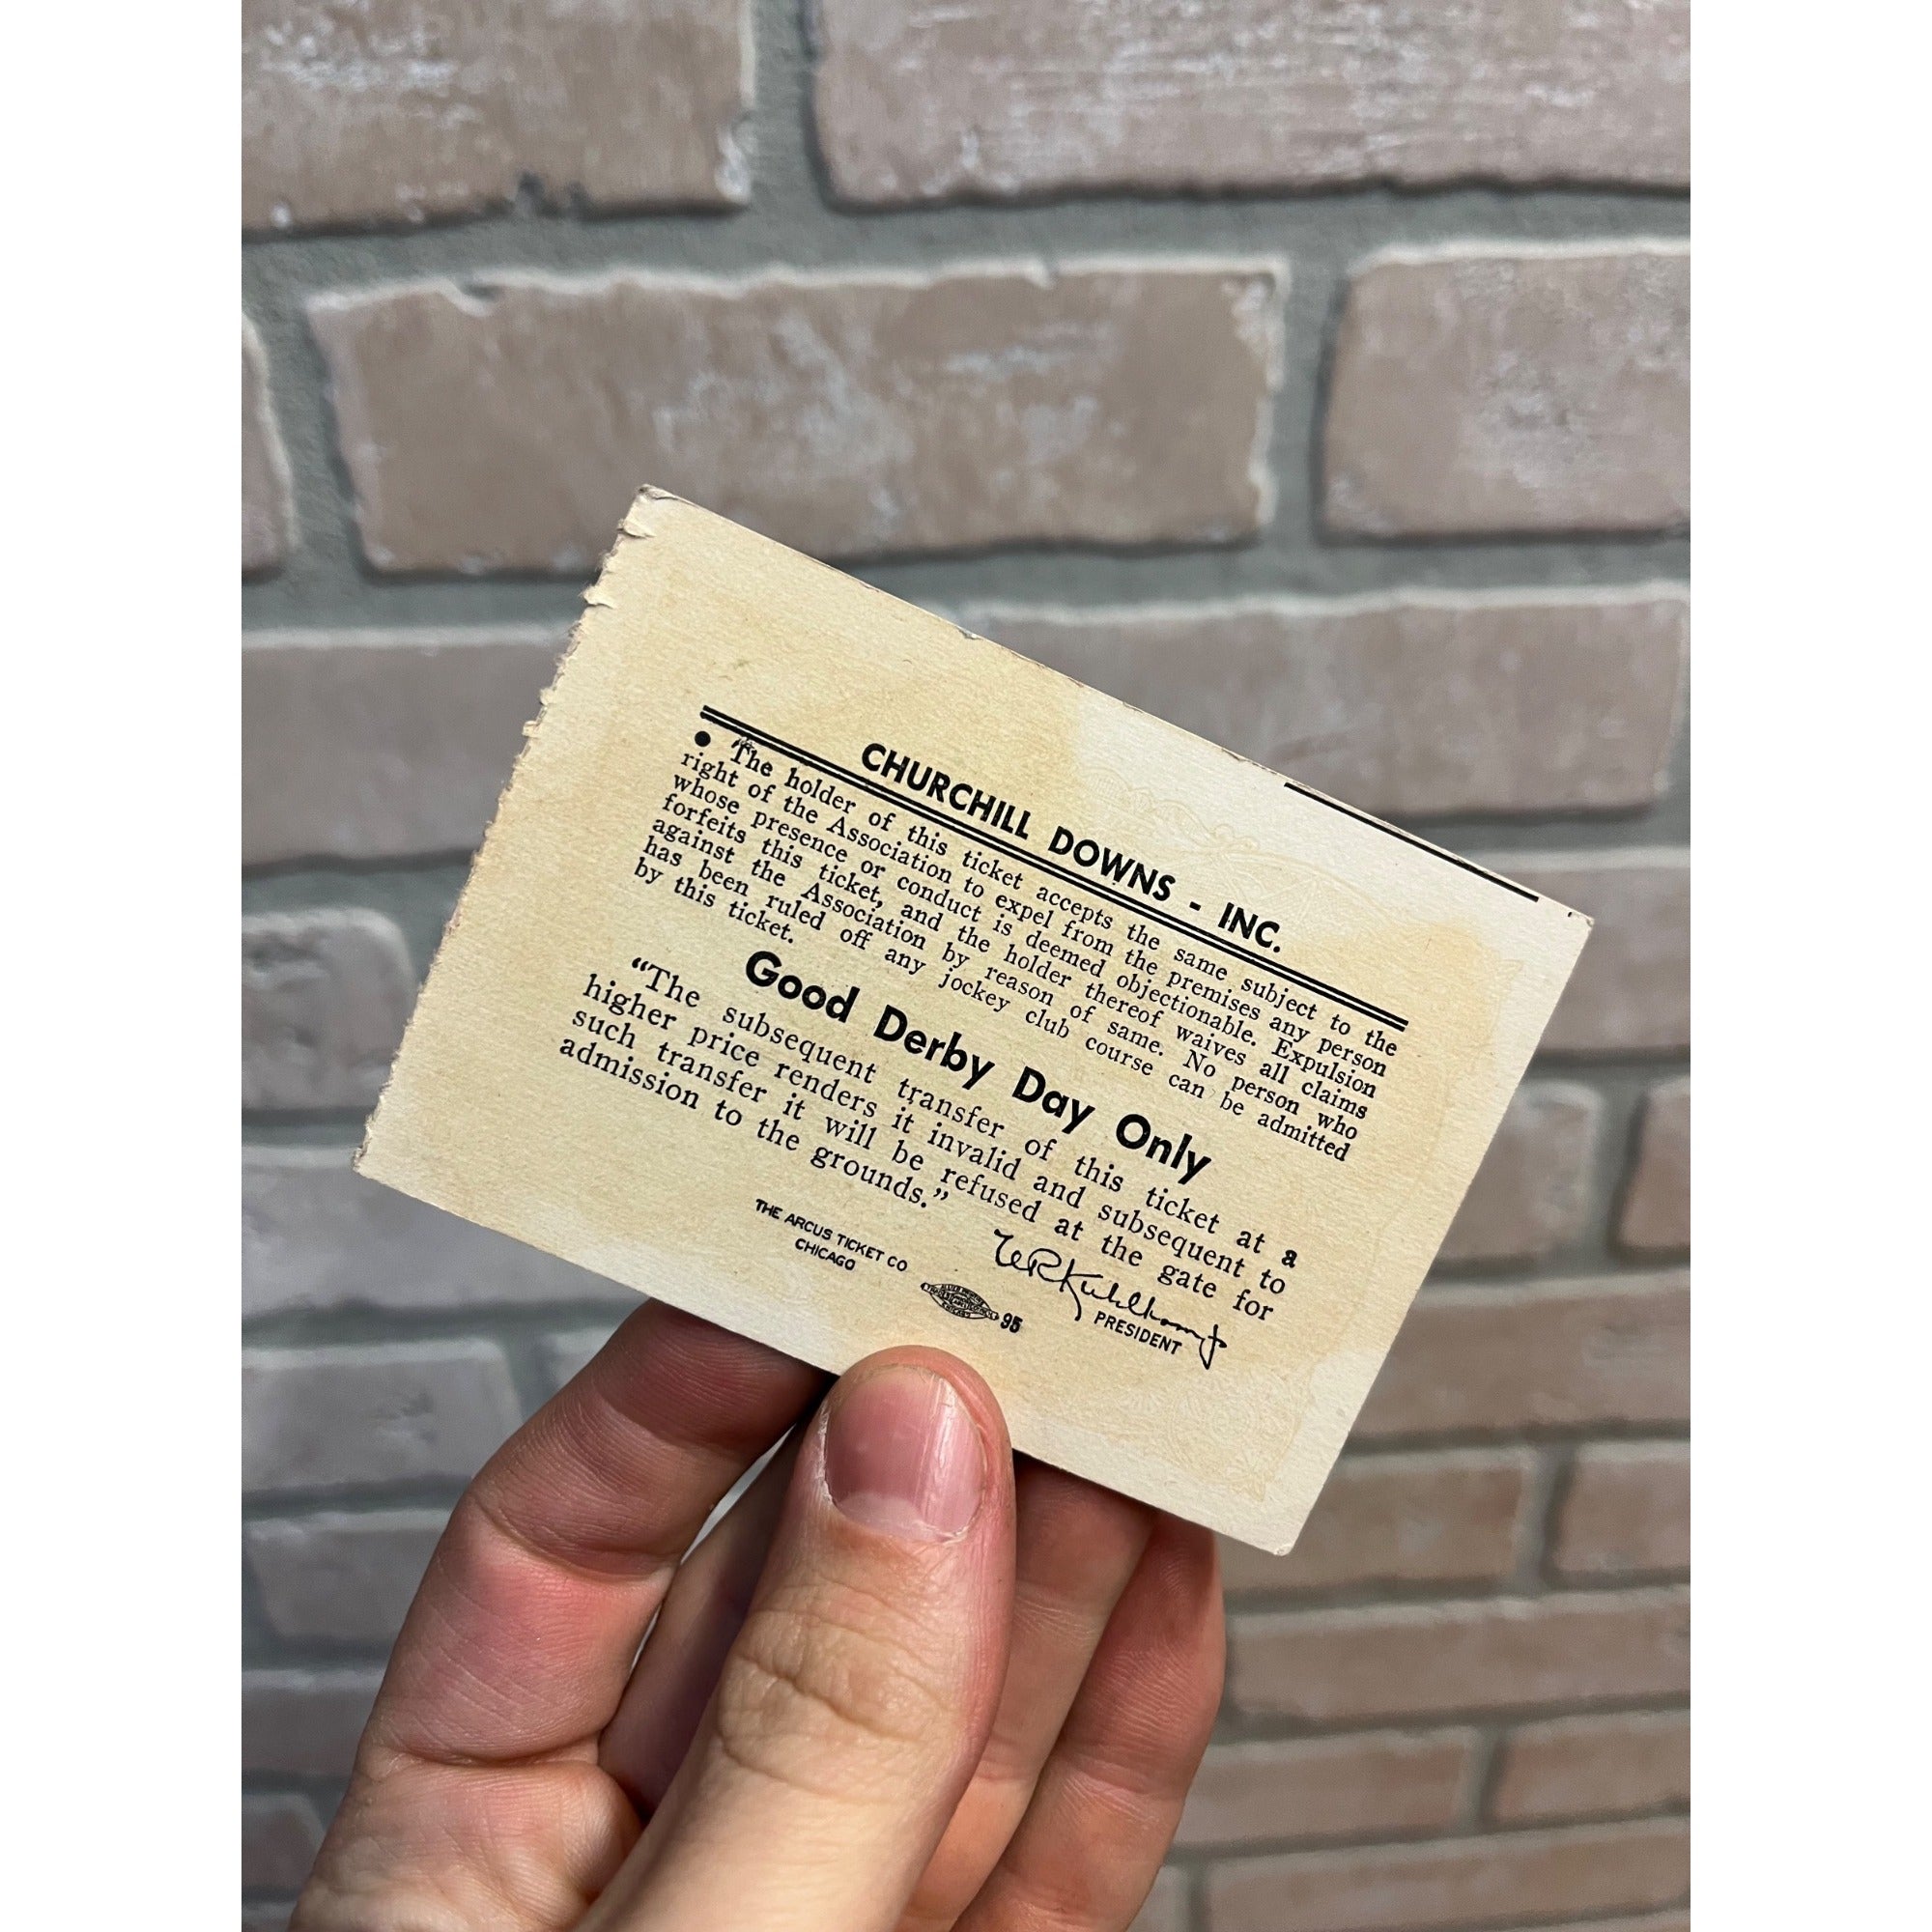 CHURCHILL DOWNS - INC.
● "The holder of this ticket accepts the same subject to the
right of the Association to expel from the premises any person
whose presence or conduct is deemed objectionable. Expulsion
forfeits this ticket, and the holder thereof waives all claims
against the Association by reason of same. No person who
has been ruled off any jockey club course can be admitted
by this ticket.
Good Derby Day Only
"The subsequent transfer of this ticket at a
higher price renders it invalid and subsequent to
such transfer it will be refused at the gate for
admission to the grounds."
THE ARCUS TICKET CO
CHICAGO
95
PRESIDENT